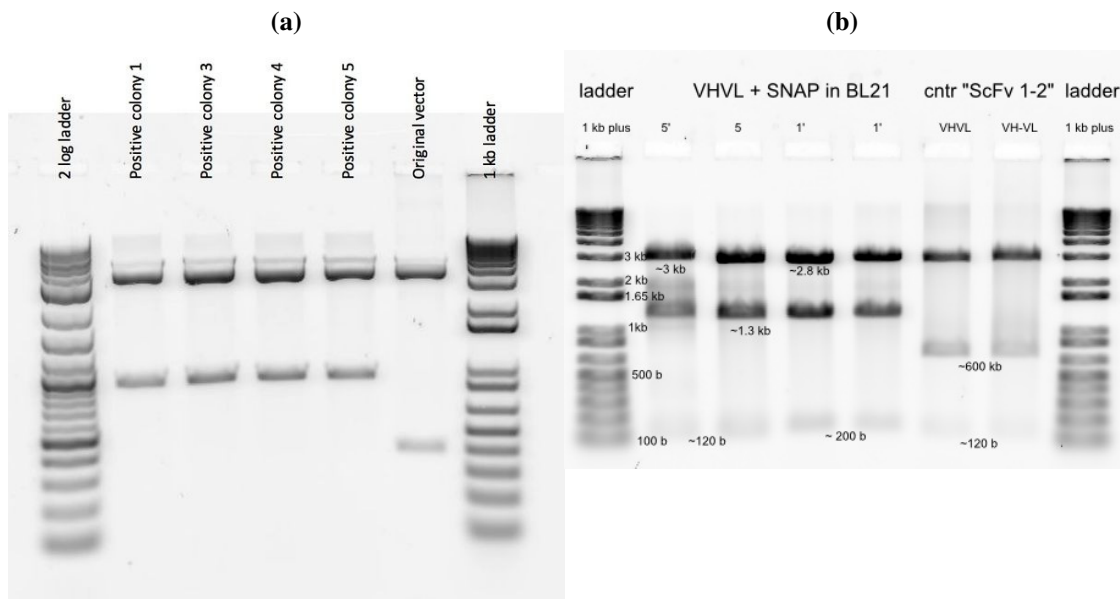 (a)
2 log ladder
Positive colony 1
Positive colony 3
Positive colony 4
Positive colony 5
Original vector
1 kb ladder
(b)
ladder VHVL + SNAP in BL21 cntr "ScFv 1-2" ladder
1 kb plus 5' 5 1' 1' VHVL VH-VL 1 kb plus
3 kb ~3 kb ~2.8 kb
2 kb
1.65 kb
1kb ~1.3 kb
~600 kb
500 b
100 b ~120 b ~ 200 b ~120 b